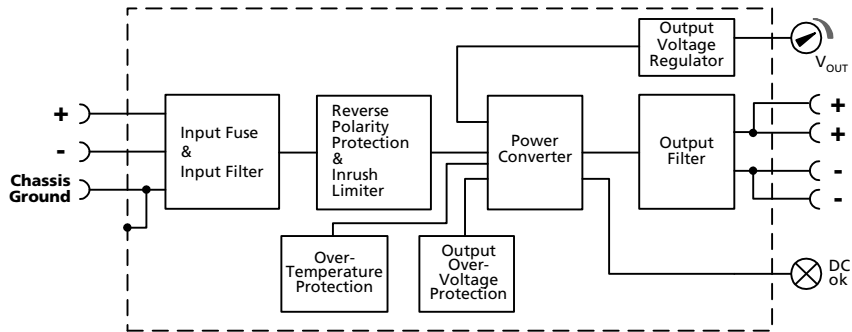 Output
Voltage
Regulator
V_OUT
+
-
Chassis
Ground
Input Fuse
&
Input Filter
Reverse
Polarity
Protection
&
Inrush
Limiter
Power
Converter
Output
Filter
+
+
-
-
Over-
Temperature
Protection
Output
Over-
Voltage
Protection
DC
ok